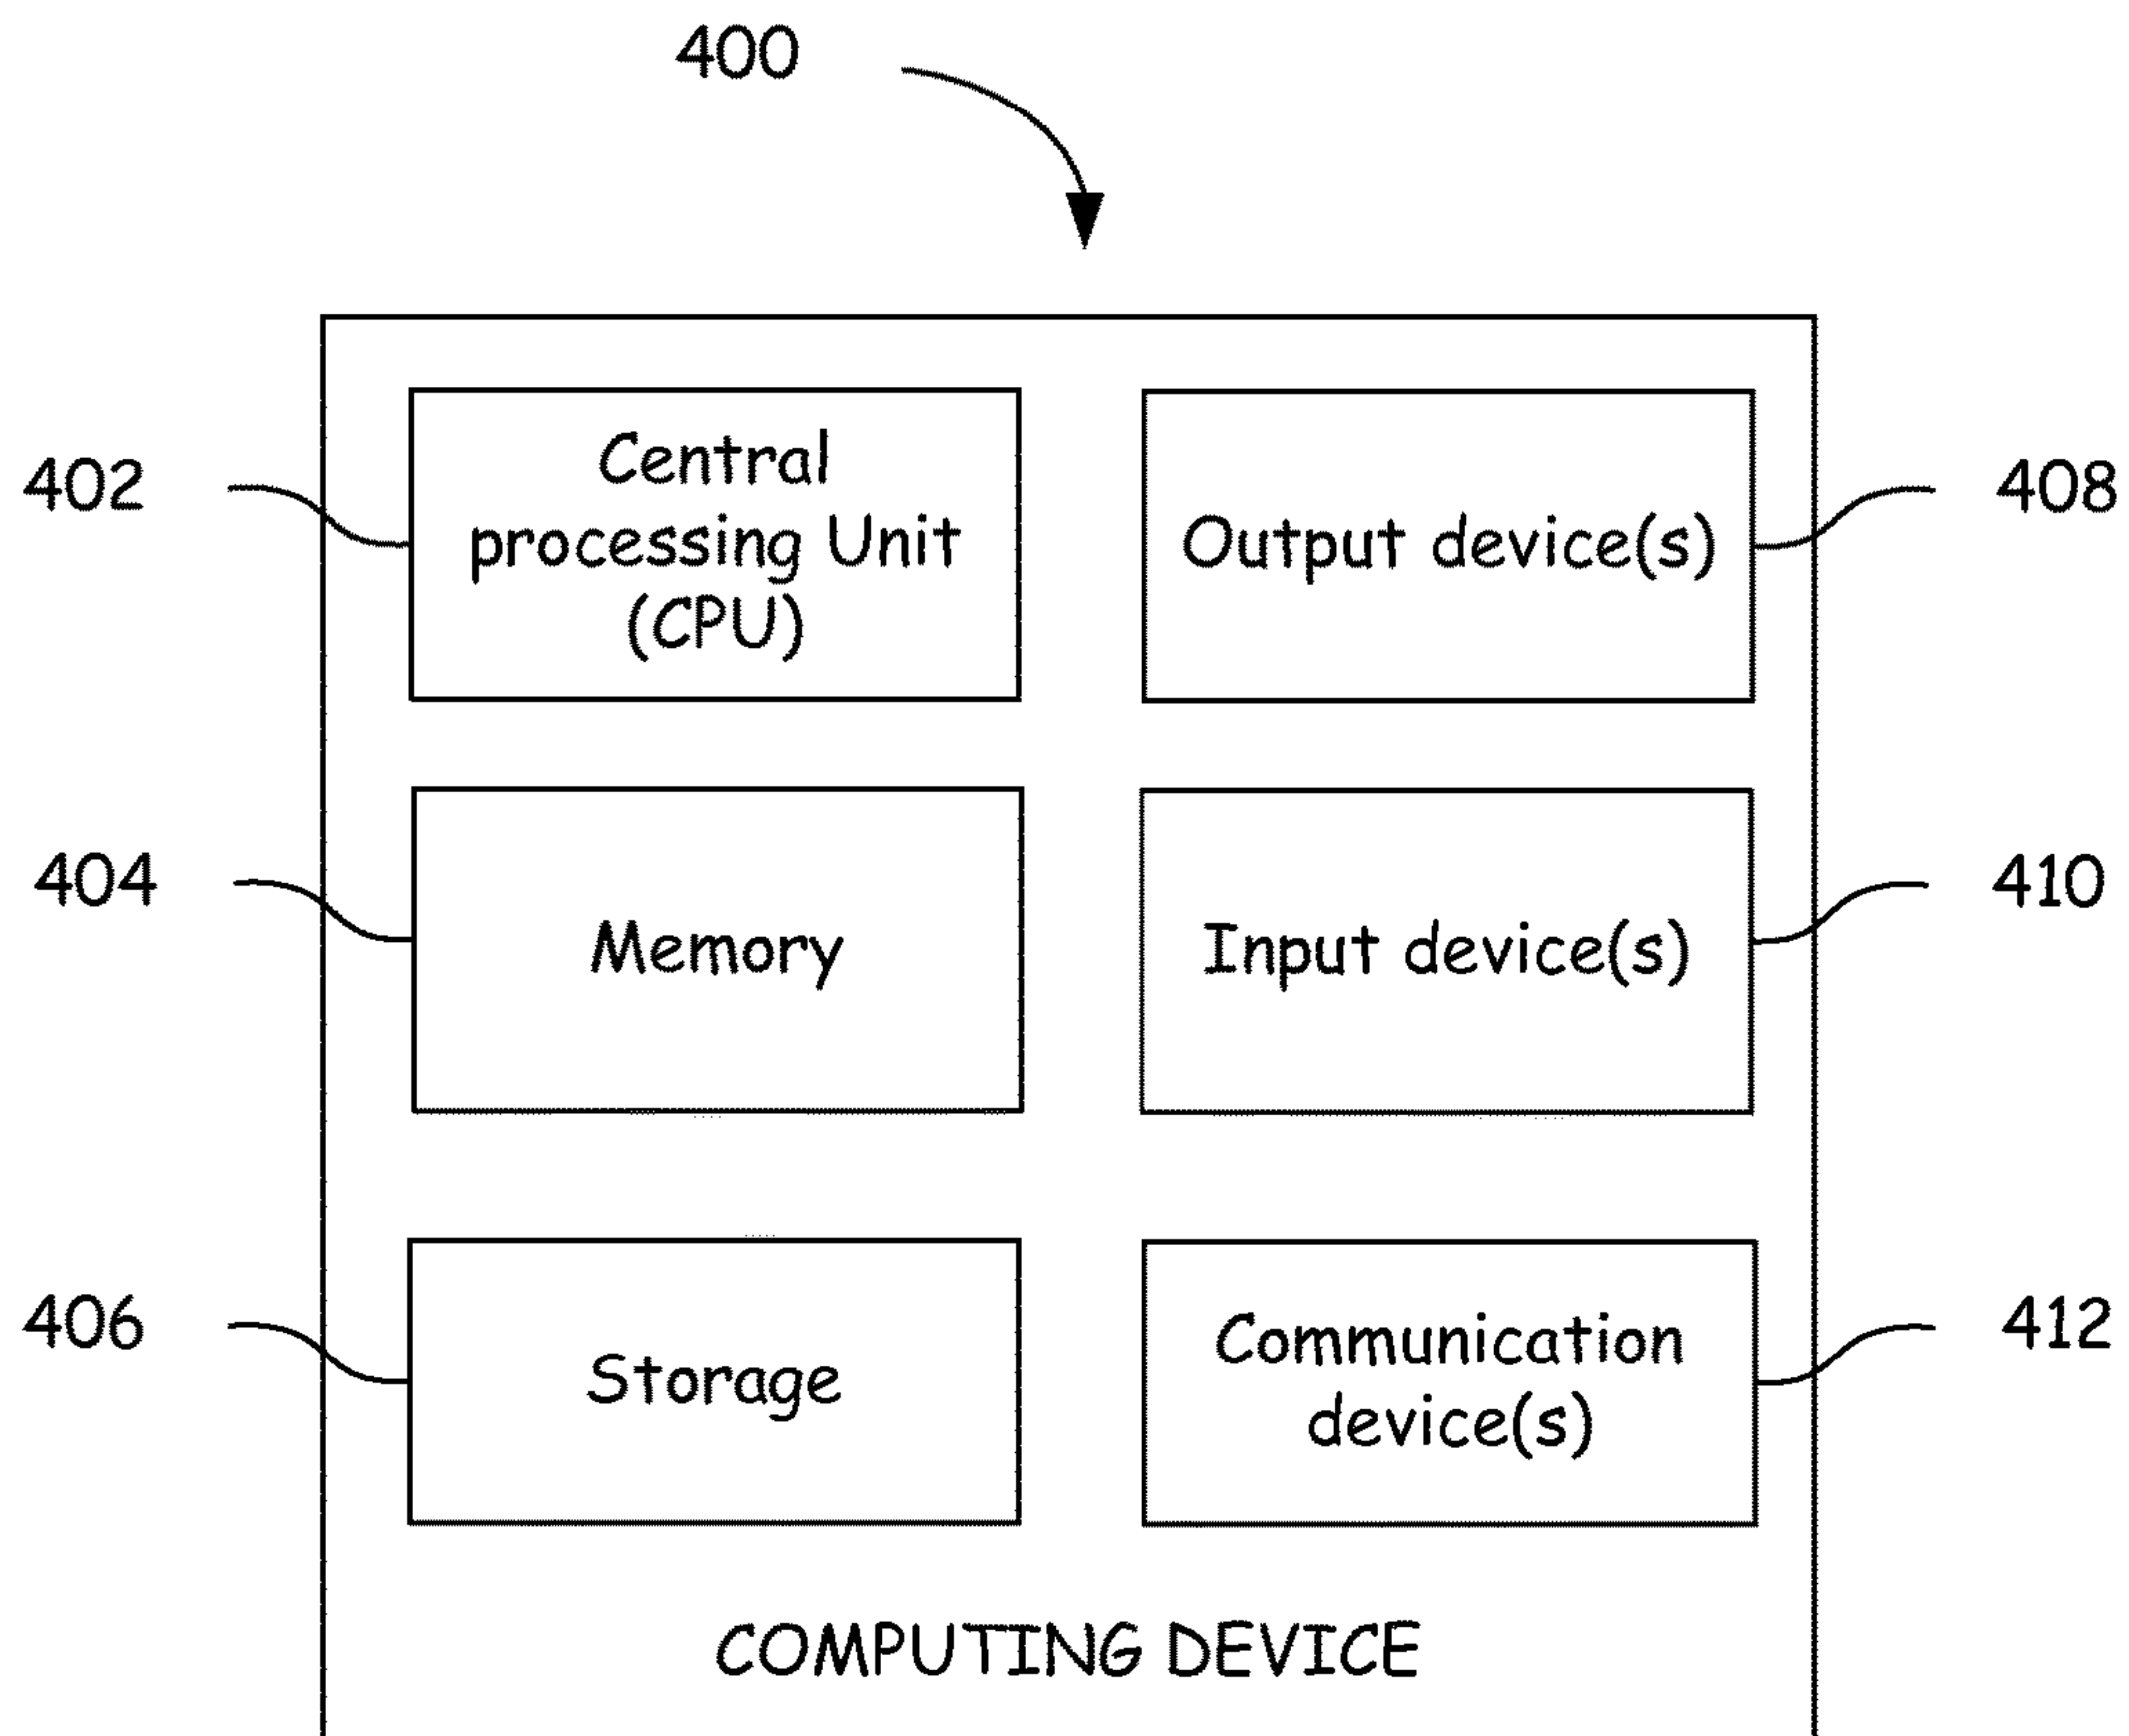 400
402
Central
processing Unit
(CPU)
Output device(s)
408
404
Memory
Input device(s)
410
406
Storage
Communication
device(s)
412
COMPUTING DEVICE